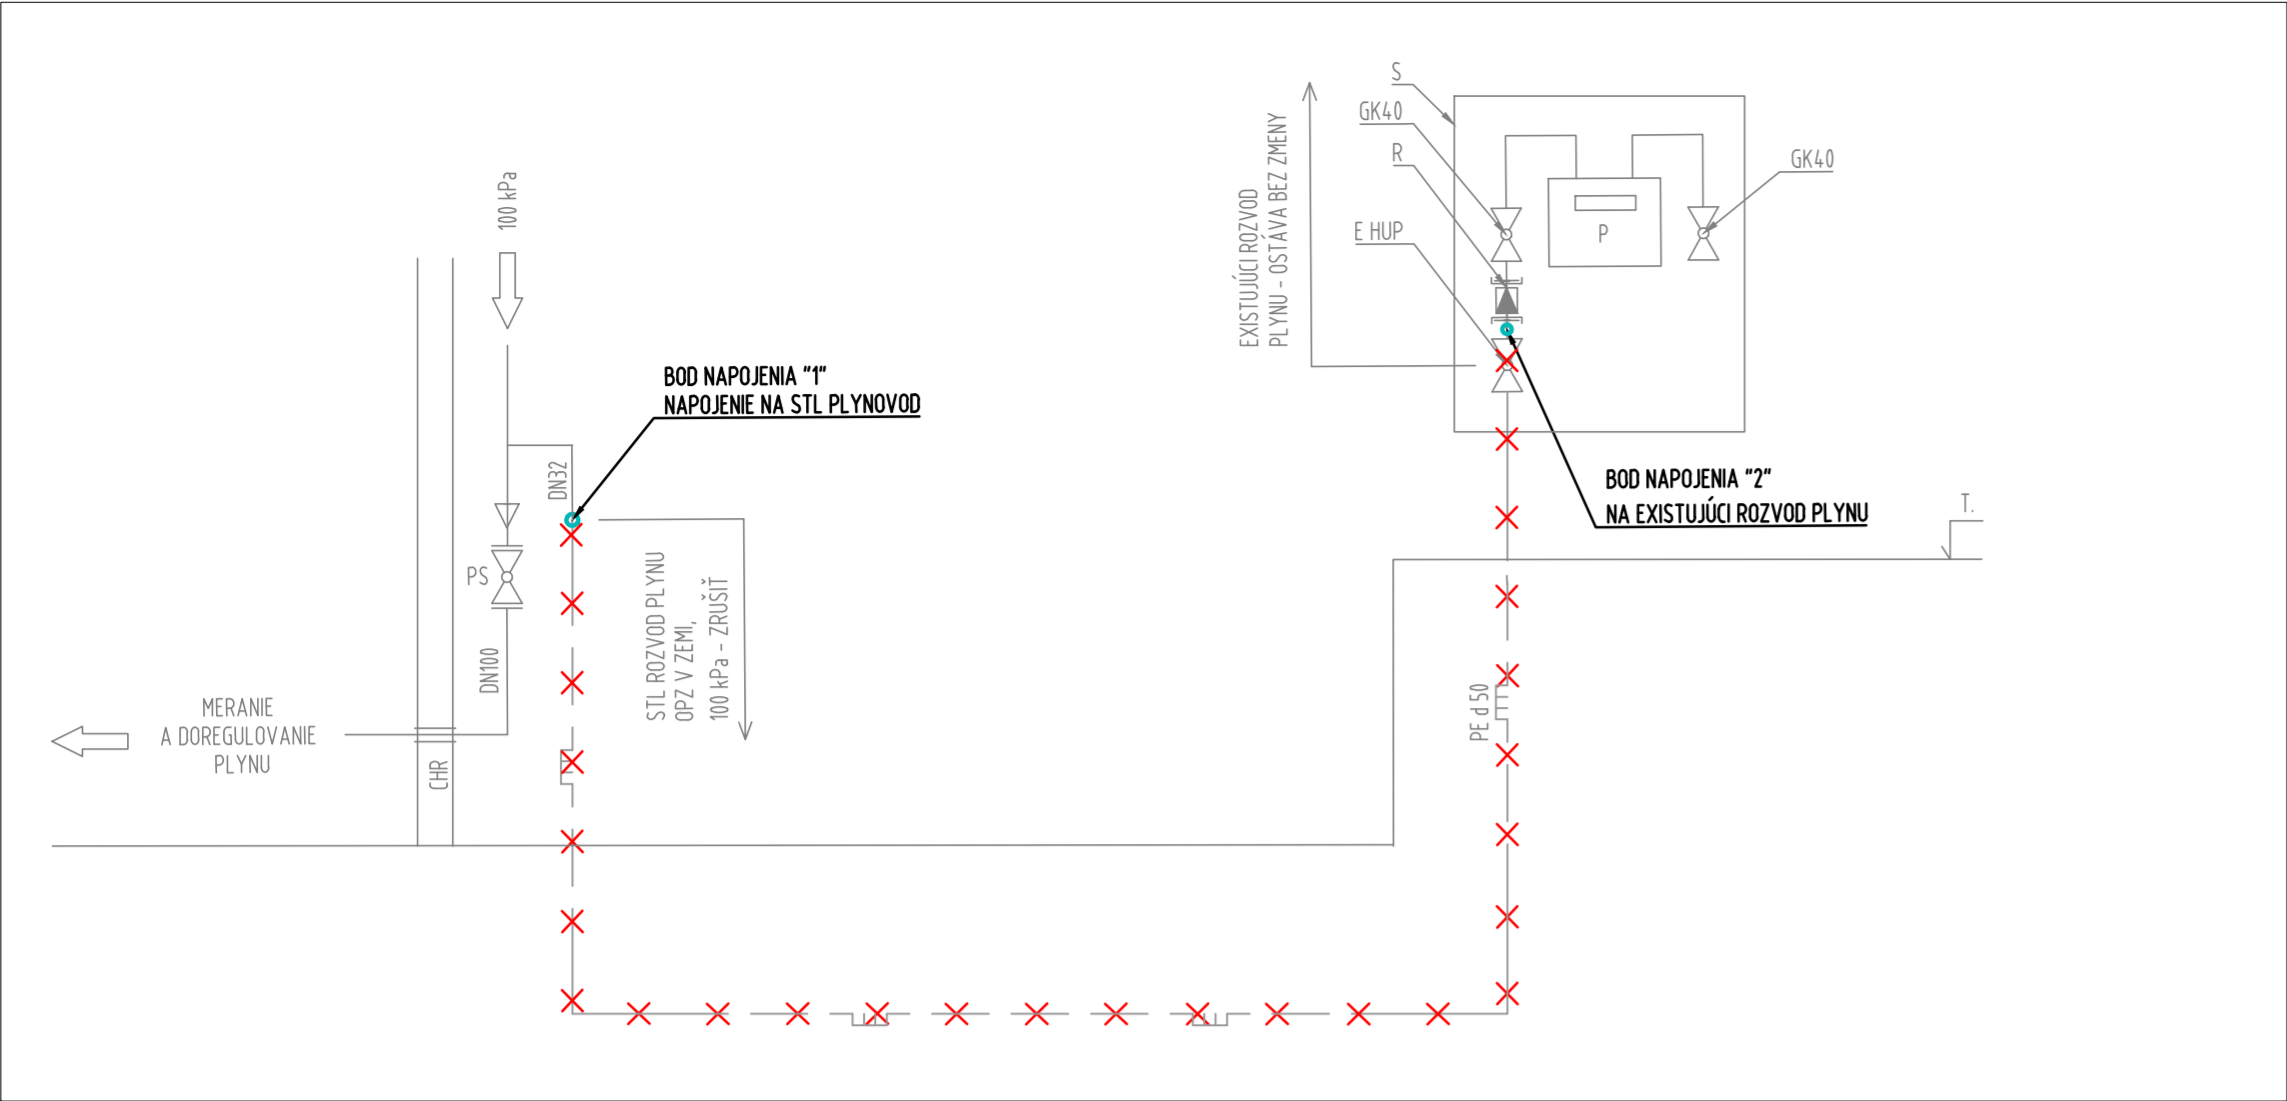 S
GK40
R
E HUP
P
GK40
EXISTUJÚCI ROZVOD
PLYNU - OSTÁVA BEZ ZMENY
100 kPa
BOD NAPOJENIA "1"
NAPOJENIE NA STL PLYNOVOD
DN32
BOD NAPOJENIA "2"
NA EXISTUJÚCI ROZVOD PLYNU
T.
PS
STL ROZVOD PLYNU
OPZ V ZEMI,
100 kPa - ZRUŠIŤ
DN100
PE d 50
MERANIE
A DOREGULOVANIE
PLYNU
CHR